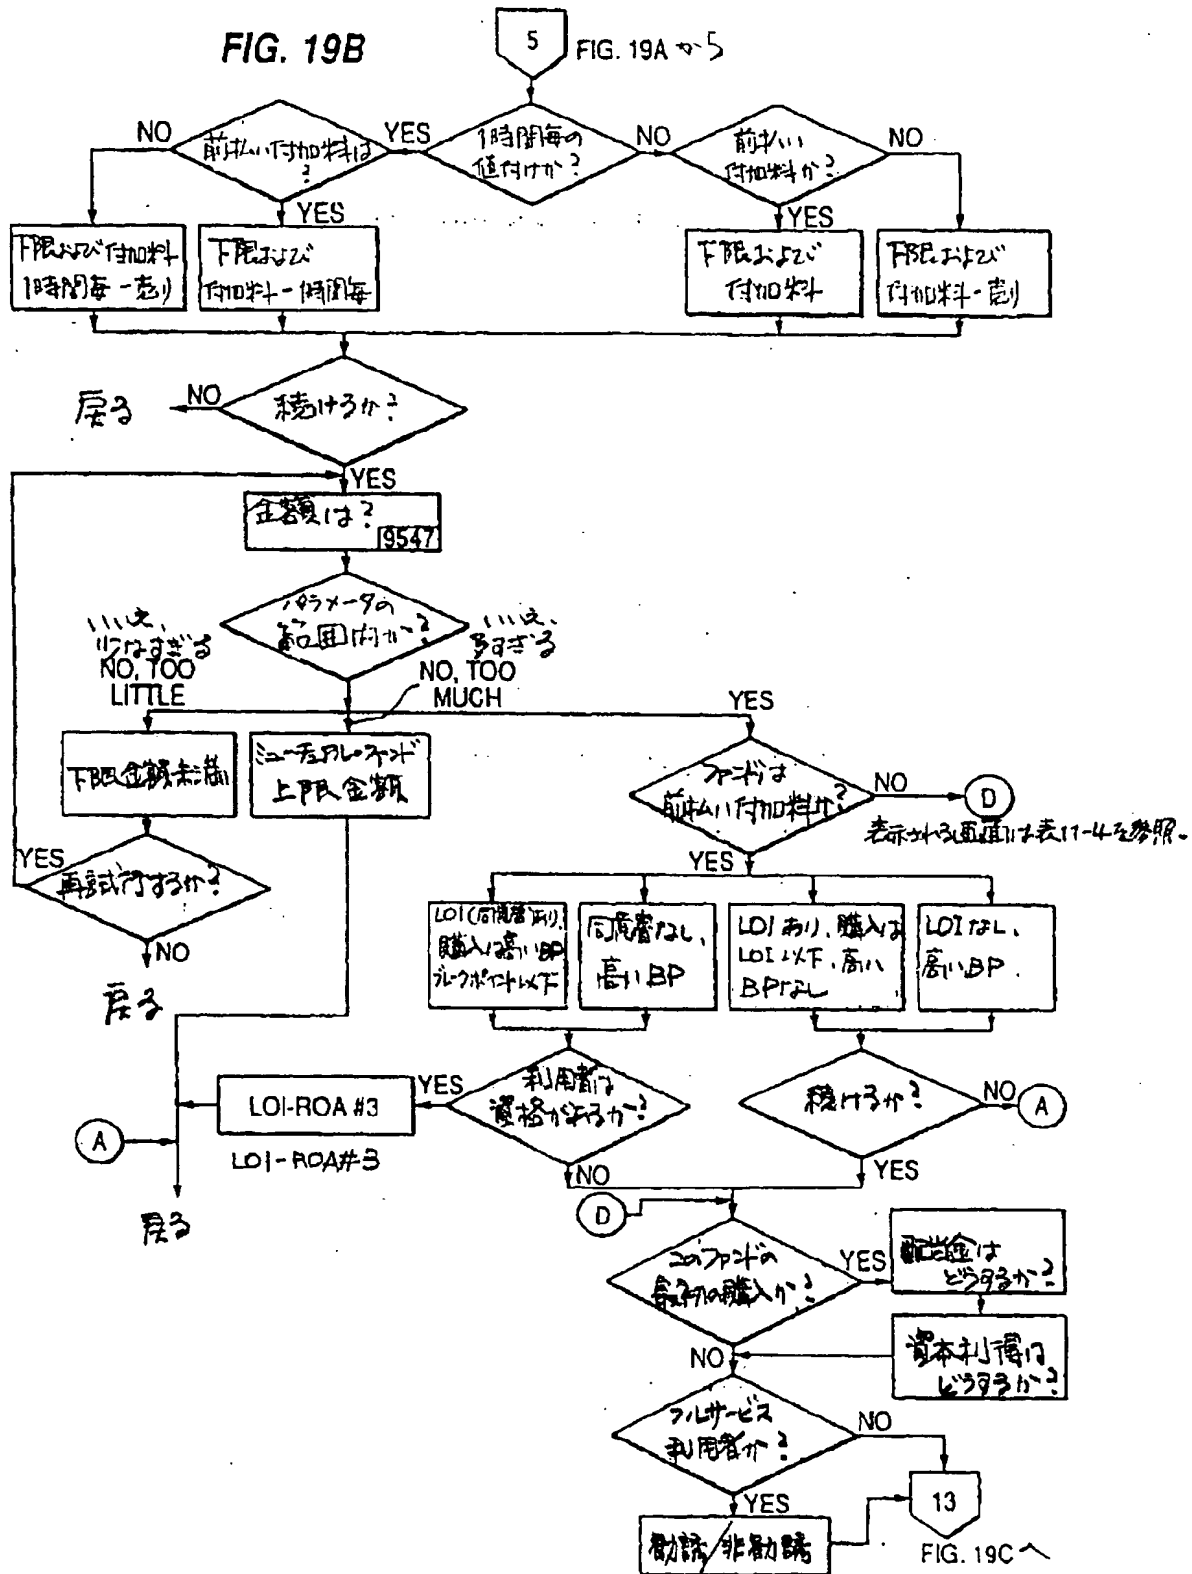 FIG. 19B
5
FIG. 19A から
NO
前払い付加料は
?
YES
1時間毎の
値付けか?
NO
前払い
付加料か?
NO
YES
YES
下限および付加料
1時間毎-売り
下限および
付加料-1時間毎
下限および
付加料
下限および
付加料-売り
戻る
NO
続けるか?
YES
金額は?
9547
パラメータの
範囲内か?
いいえ、
少なすぎる
NO, TOO
LITTLE
いいえ、
多すぎる
NO, TOO
MUCH
YES
下限金額未満
ミューチュアル・ファンド
上限金額
ファンドは
前払い付加料か?
NO
D
表示される画面は表11-4を参照.
YES
再試行するか?
NO
戻る
YES
LOI(同意書)あり,
購入は高いBP
ブレークポイント以下
同意書なし、
高いBP
LOIあり、購入は
LOI以下、高い
BPなし
LOIなし、
高いBP.
利用者は
資格があるか?
YES
LOI-ROA #3
LOI-ROA#3
A
戻る
続けるか?
NO
A
NO
YES
D
このファンドの
最初の購入か?
YES
配当金は
どうするか?
資本利得は
どうするか?
NO
フルサービス
利用者か?
NO
YES
13
勧誘/非勧誘
FIG. 19Cへ